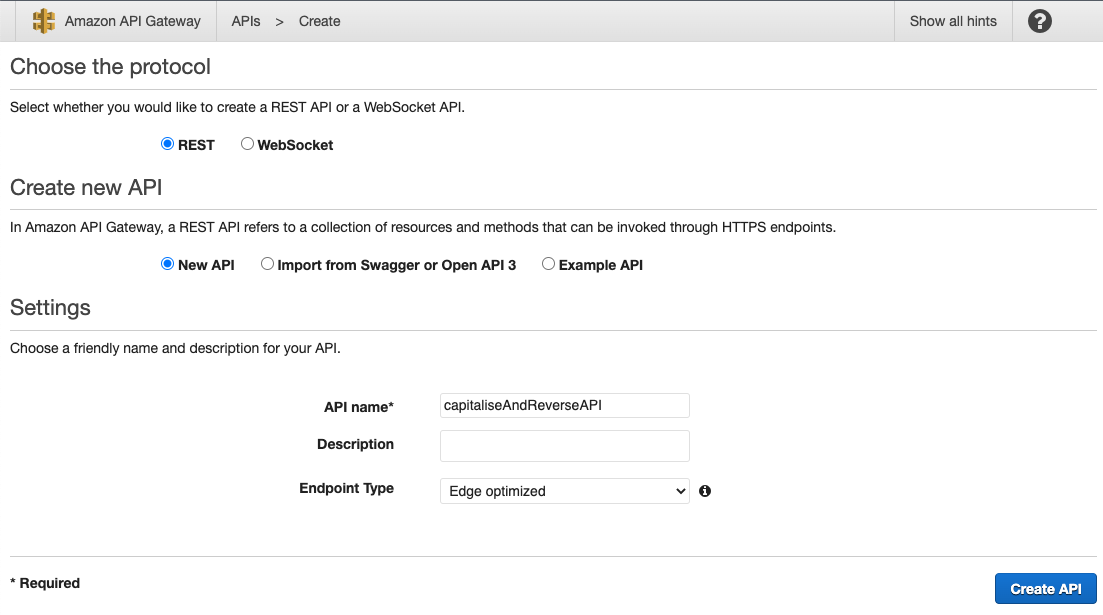 Amazon API Gateway APIs > Create Show all hints ?
Choose the protocol
Select whether you would like to create a REST API or a WebSocket API.
REST WebSocket
Create new API
In Amazon API Gateway, a REST API refers to a collection of resources and methods that can be invoked through HTTPS endpoints.
New API Import from Swagger or Open API 3 Example API
Settings
Choose a friendly name and description for your API.
API name* capitaliseAndReverseAPI
Description
Endpoint Type Edge optimized
* Required Create API